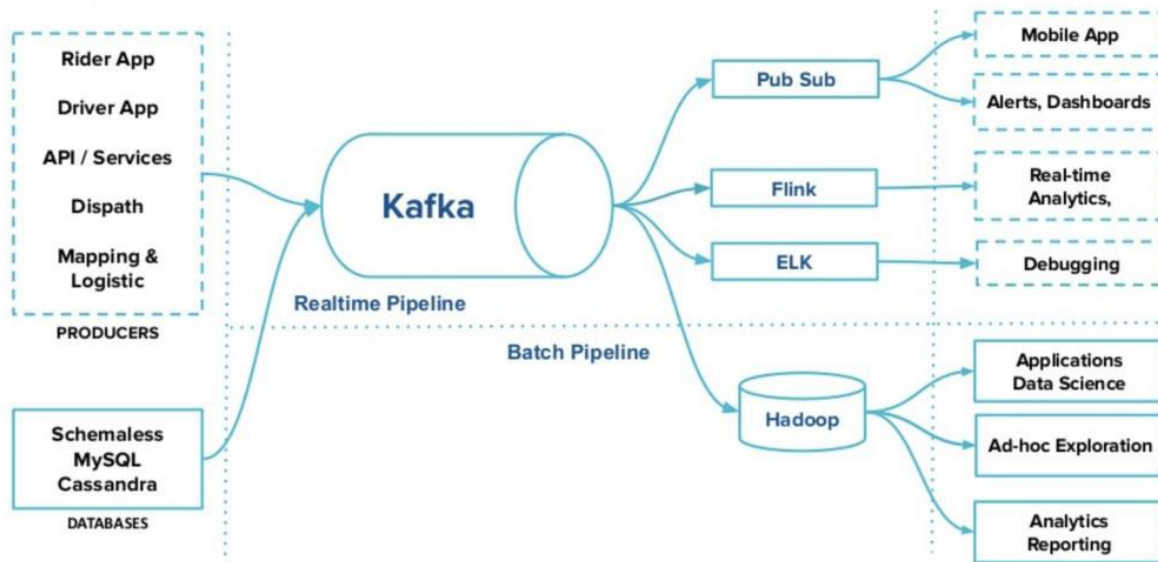 Rider App
Driver App
API / Services
Dispath
Mapping &
Logistic
PRODUCERS
Schemaless
MySQL
Cassandra
DATABASES
Kafka
Realtime Pipeline
Batch Pipeline
Pub Sub
Flink
ELK
Hadoop
Mobile App
Alerts, Dashboards
Real-time
Analytics,
Debugging
Applications
Data Science
Ad-hoc Exploration
Analytics
Reporting